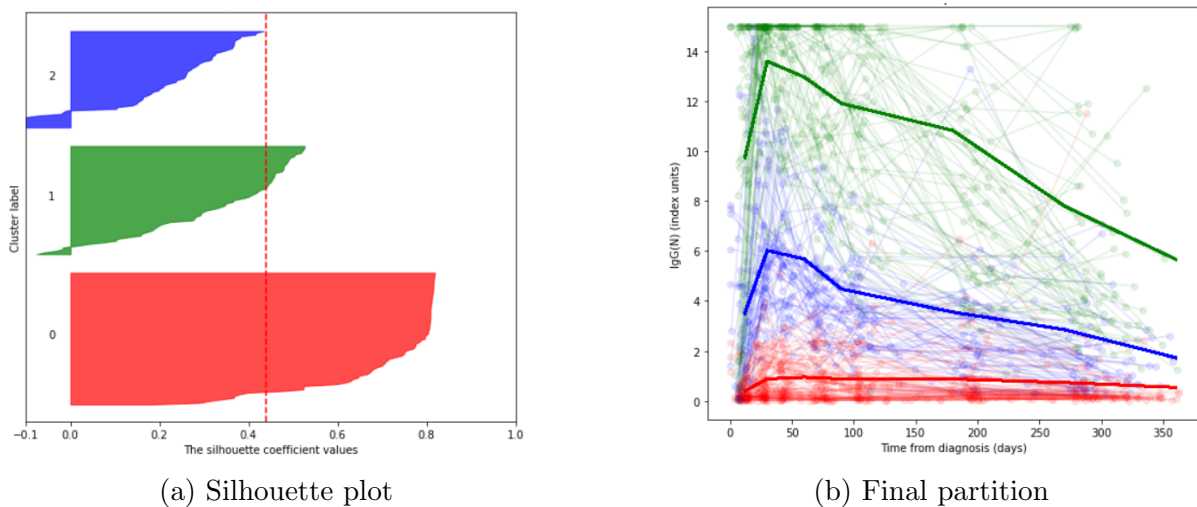 2
1
0
Cluster label
−0.1 0.0 0.2 0.4 0.6 0.8 1.0
The silhouette coefficient values
(a) Silhouette plot
14
12
10
8
6
4
2
0
IgG(N) (index units)
0 50 100 150 200 250 300 350
Time from diagnosis (days)
(b) Final partition